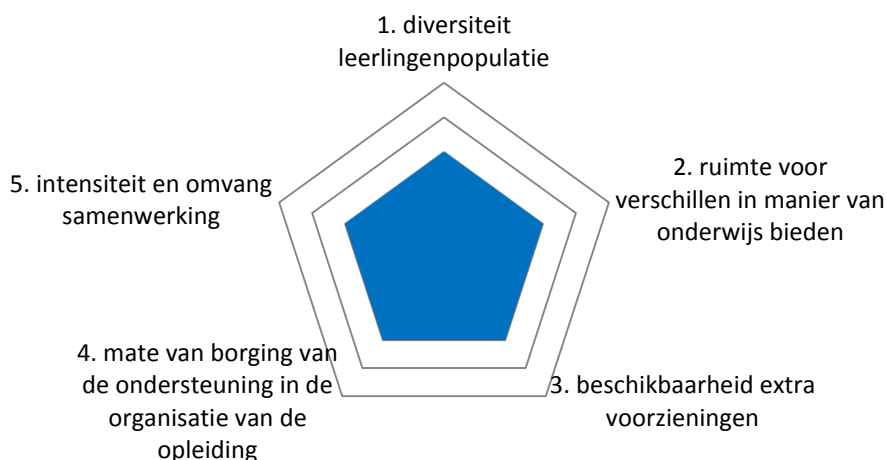 1. diversiteit
leerlingenpopulatie
2. ruimte voor
verschillen in manier van
onderwijs bieden
3. beschikbaarheid extra
voorzieningen
4. mate van borging van
de ondersteuning in de
organisatie van de
opleiding
5. intensiteit en omvang
samenwerking